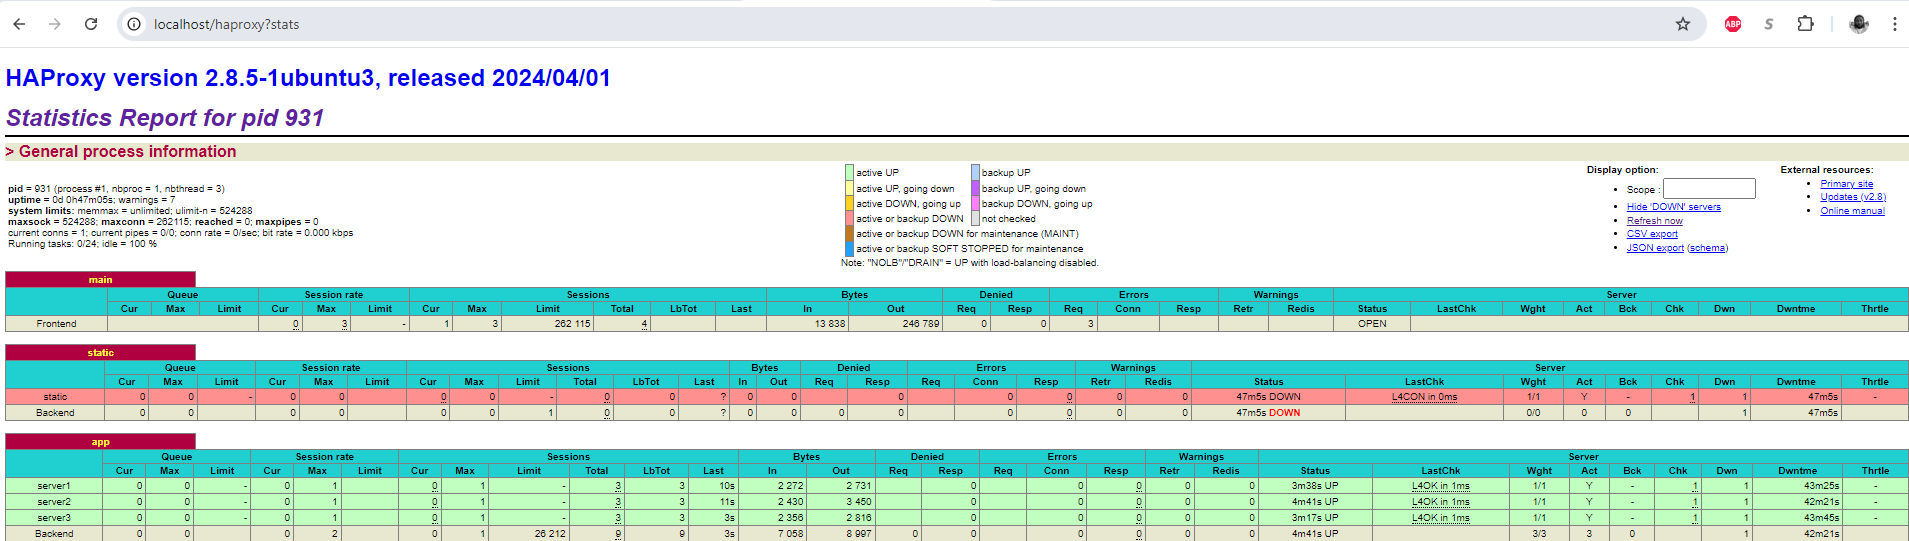 localhost/haproxy?stats
ABP
S
HAProxy version 2.8.5-1ubuntu3, released 2024/04/01
Statistics Report for pid 931
> General process information
pid = 931 (process #1, nbproc = 1, nbthread = 3)
uptime = 0d 0h47m05s; warnings = 7
system limits: memmax = unlimited; ulimit-n = 524288
maxsock = 524288; maxconn = 262115; reached = 0; maxpipes = 0
current conns = 1; current pipes = 0/0; conn rate = 0/sec; bit rate = 0.000 kbps
Running tasks: 0/24; idle = 100 %
active UP backup UP
active UP, going down backup UP, going down
active DOWN, going up backup DOWN, going up
active or backup DOWN not checked
active or backup DOWN for maintenance (MAINT)
active or backup SOFT STOPPED for maintenance
Note: "NOLB"/"DRAIN" = UP with load-balancing disabled.
Display option:
Scope :
Hide 'DOWN' servers
Refresh now
CSV export
JSON export (schema)
External resources:
Primary site
Updates (v2.8)
Online manual
main
Queue Session rate Sessions Bytes Denied Errors Warnings Server
Cur Max Limit Cur Max Limit Cur Max Limit Total LbTot Last In Out Req Resp Req Conn Resp Retr Redis Status LastChk Wght Act Bck Chk Dwn Dwntme Thrtle
Frontend 0 3 - 1 3 262 115 4 13 838 246 789 0 0 3 OPEN
static
Queue Session rate Sessions Bytes Denied Errors Warnings Server
Cur Max Limit Cur Max Limit Cur Max Limit Total LbTot Last In Out Req Resp Req Conn Resp Retr Redis Status LastChk Wght Act Bck Chk Dwn Dwntme Thrtle
static 0 0 - 0 0 0 0 - 0 0 ? 0 0 0 0 0 0 0 47m5s DOWN L4CON in 0ms 1/1 Y - 1 1 47m5s -
Backend 0 0 0 0 0 0 1 0 0 ? 0 0 0 0 0 0 0 0 47m5s DOWN 0/0 0 0 1 47m5s
app
Queue Session rate Sessions Bytes Denied Errors Warnings Server
Cur Max Limit Cur Max Limit Cur Max Limit Total LbTot Last In Out Req Resp Req Conn Resp Retr Redis Status LastChk Wght Act Bck Chk Dwn Dwntme Thrtle
server1 0 0 - 0 1 0 1 - 3 3 10s 2 272 2 731 0 0 0 0 0 3m38s UP L4OK in 1ms 1/1 Y - 1 1 43m25s -
server2 0 0 - 0 1 0 1 - 3 3 11s 2 430 3 450 0 0 0 0 0 4m41s UP L4OK in 1ms 1/1 Y - 1 1 42m21s -
server3 0 0 - 0 1 0 1 - 3 3 3s 2 356 2 816 0 0 0 0 0 3m17s UP L4OK in 1ms 1/1 Y - 1 1 43m45s -
Backend 0 0 0 2 0 1 26 212 9 9 3s 7 058 8 997 0 0 0 0 0 0 4m41s UP 3/3 3 0 1 42m21s